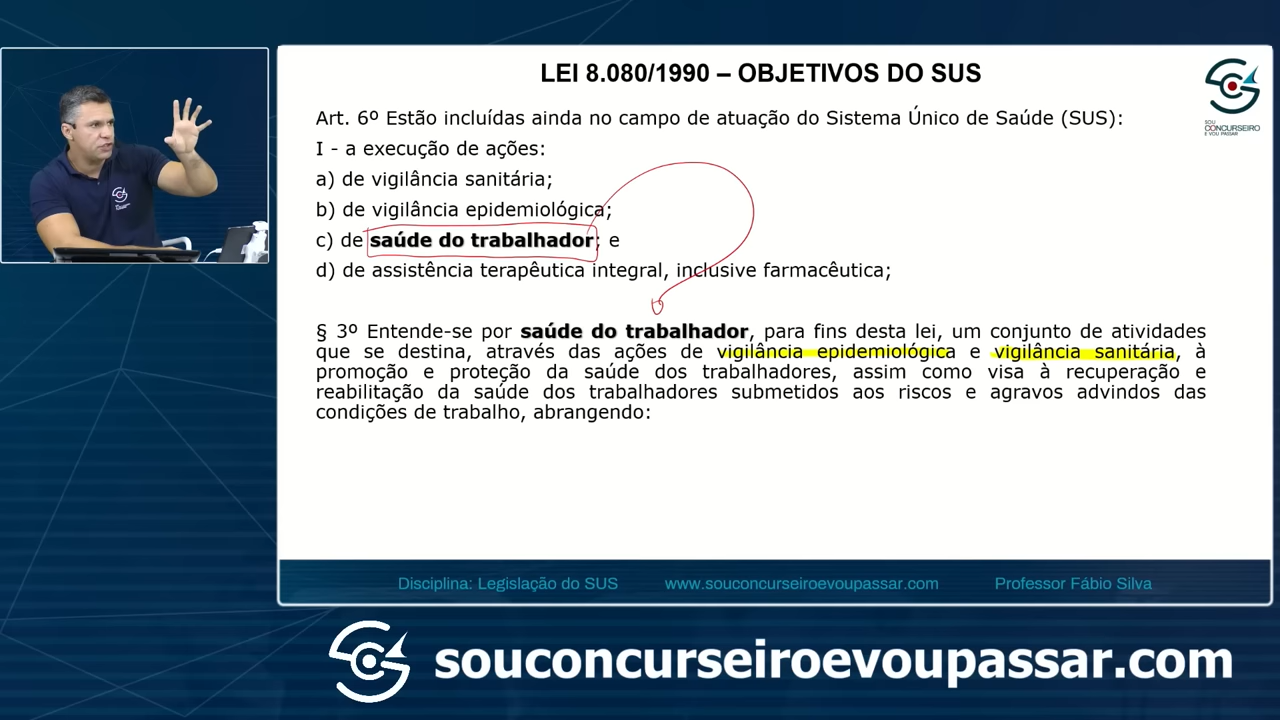 LEI 8.080/1990 – OBJETIVOS DO SUS
SOU
CONCURSEIRO
E VOU PASSAR
Art. 6º Estão incluídas ainda no campo de atuação do Sistema Único de Saúde (SUS):
I - a execução de ações:
a) de vigilância sanitária;
b) de vigilância epidemiológica;
c) de saúde do trabalhador; e
d) de assistência terapêutica integral, inclusive farmacêutica;
§ 3º Entende-se por saúde do trabalhador, para fins desta lei, um conjunto de atividades
que se destina, através das ações de vigilância epidemiológica e vigilância sanitária, à
promoção e proteção da saúde dos trabalhadores, assim como visa à recuperação e
reabilitação da saúde dos trabalhadores submetidos aos riscos e agravos advindos das
condições de trabalho, abrangendo:
Disciplina: Legislação do SUS www.souconcurseiroevoupassar.com Professor Fábio Silva
souconcurseiroevoupassar.com